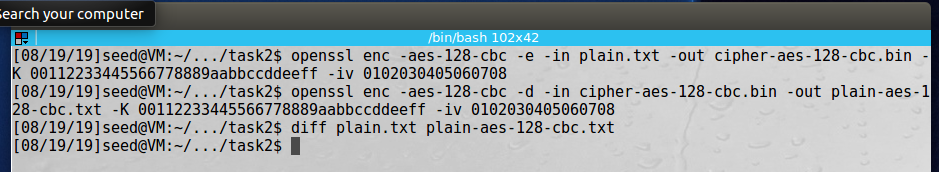 Search your computer
/bin/bash 102x42
[08/19/19]seed@VM:~/.../task2$ openssl enc -aes-128-cbc -e -in plain.txt -out cipher-aes-128-cbc.bin -
K 00112233445566778889aabbccddeeff -iv 0102030405060708
[08/19/19]seed@VM:~/.../task2$ openssl enc -aes-128-cbc -d -in cipher-aes-128-cbc.bin -out plain-aes-1
28-cbc.txt -K 00112233445566778889aabbccddeeff -iv 0102030405060708
[08/19/19]seed@VM:~/.../task2$ diff plain.txt plain-aes-128-cbc.txt
[08/19/19]seed@VM:~/.../task2$